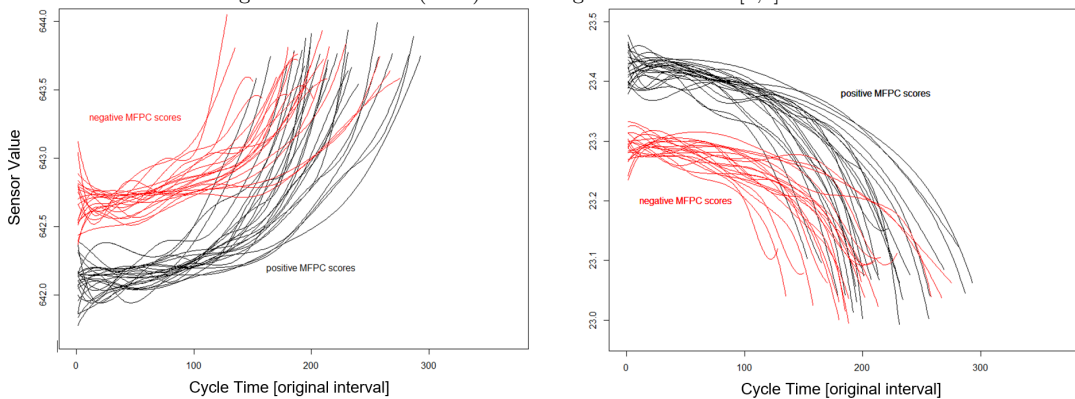 644.0
643.5
643.0
642.5
642.0
Sensor Value
negative MFPC scores
positive MFPC scores
0 100 200 300
Cycle Time [original interval]
23.5
23.4
23.3
23.2
23.1
23.0
positive MFPC scores
negative MFPC scores
0 100 200 300
Cycle Time [original interval]